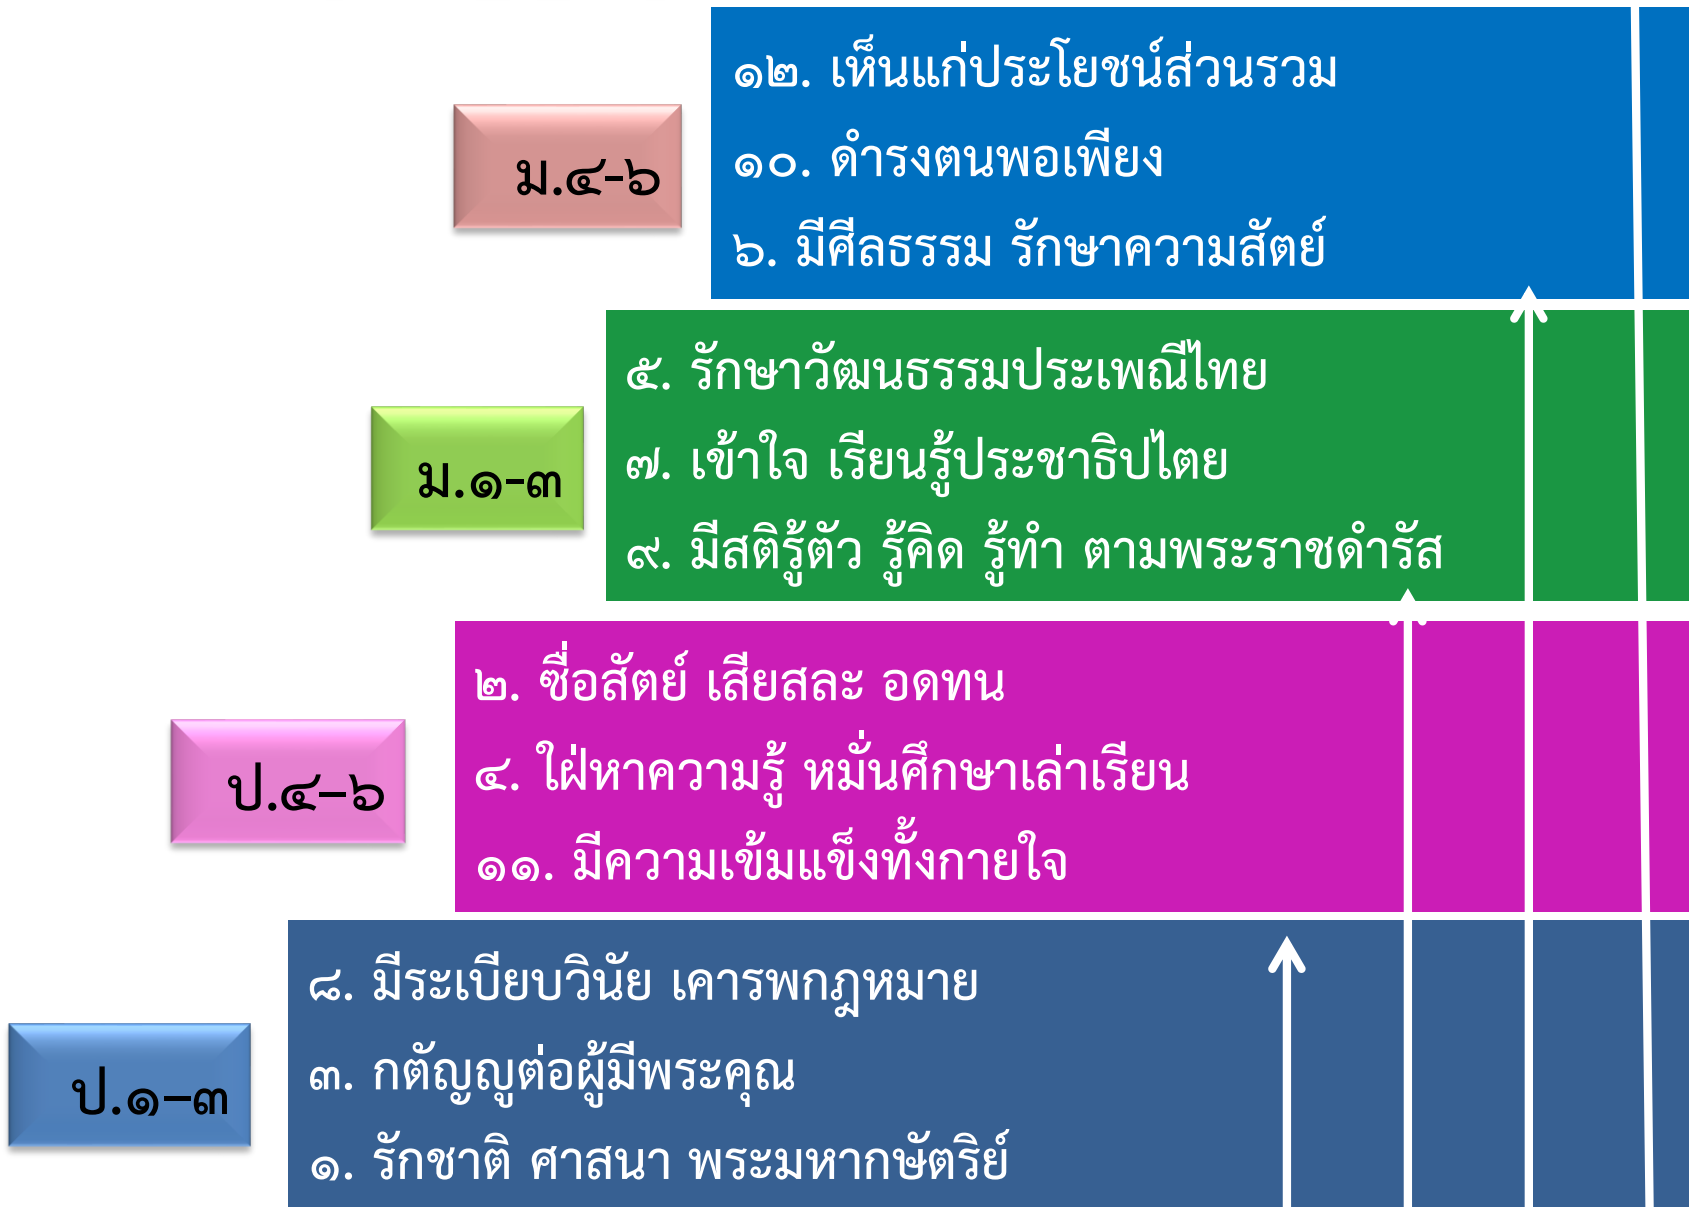 ๑๒. เห็นแก่ประโยชน์ส่วนรวม
๑๐. ดำรงตนพอเพียง
๖. มีศีลธรรม รักษาความสัตย์
ม.๔-๖
๕. รักษาวัฒนธรรมประเพณีไทย
๗. เข้าใจ เรียนรู้ประชาธิปไตย
๙. มีสติรู้ตัว รู้คิด รู้ทำ ตามพระราชดำรัส
ม.๑-๓
๒. ซื่อสัตย์ เสียสละ อดทน
๔. ใฝ่หาความรู้ หมั่นศึกษาเล่าเรียน
๑๑. มีความเข้มแข็งทั้งกายใจ
ป.๔–๖
๘. มีระเบียบวินัย เคารพกฎหมาย
๓. กตัญญูต่อผู้มีพระคุณ
๑. รักชาติ ศาสนา พระมหากษัตริย์
ป.๑–๓